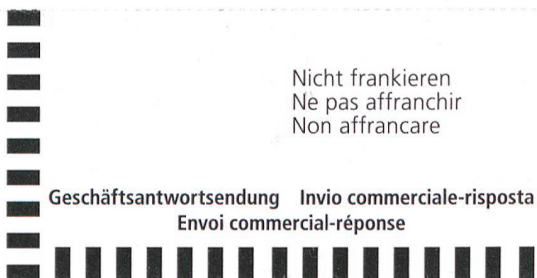 Nicht frankieren
Ne pas affranchir
Non affrancare
Geschäftsantwortsendung Invio commerciale-risposta
Envoi commercial-réponse